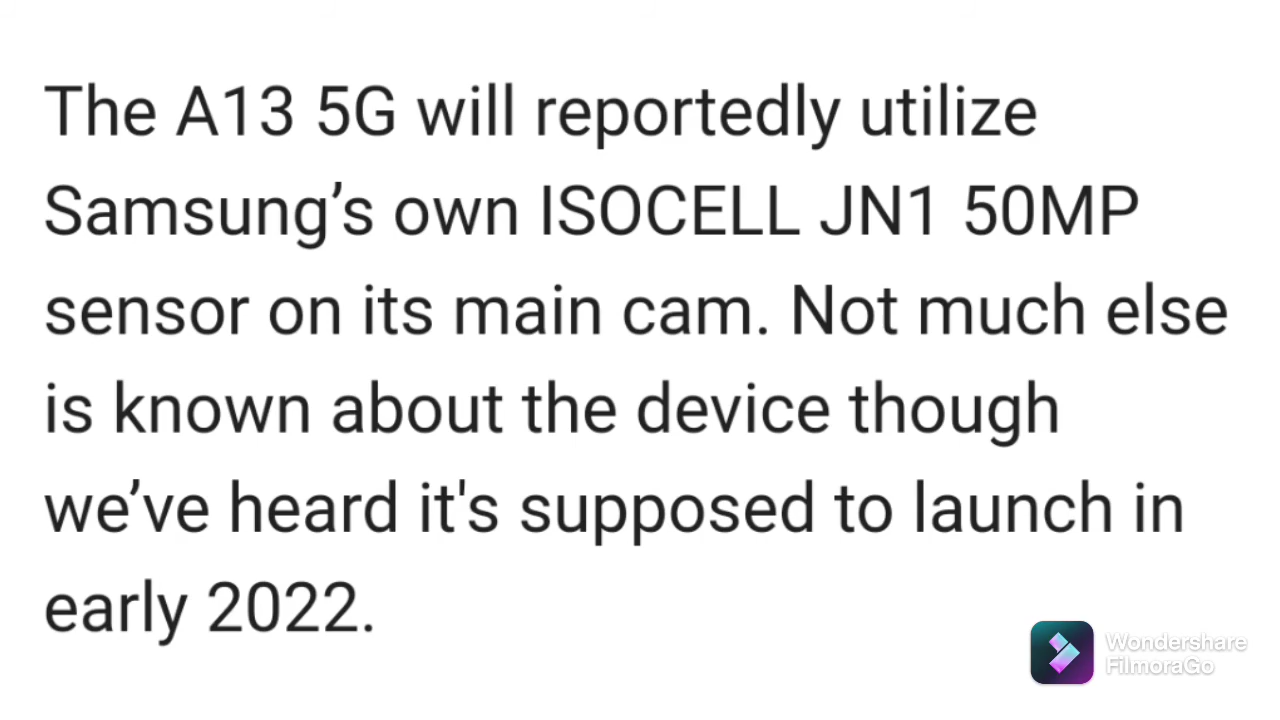 The A13 5G will reportedly utilize
Samsung’s own ISOCELL JN1 50MP
sensor on its main cam. Not much else
is known about the device though
we’ve heard it's supposed to launch in
early 2022.
Wondershare
FilmoraGo